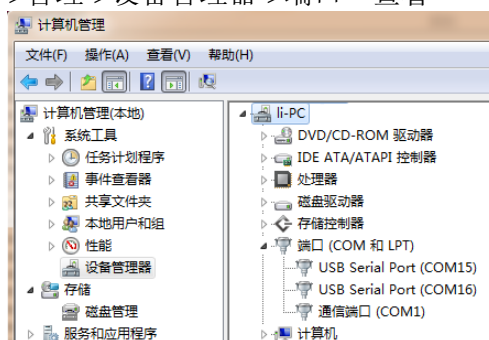 计算机管理
文件(F) 操作(A) 查看(V) 帮助(H)
计算机管理(本地)
系统工具
任务计划程序
事件查看器
共享文件夹
本地用户和组
性能
设备管理器
存储
磁盘管理
服务和应用程序
li-PC
DVD/CD-ROM 驱动器
IDE ATA/ATAPI 控制器
处理器
磁盘驱动器
存储控制器
端口 (COM 和 LPT)
USB Serial Port (COM15)
USB Serial Port (COM16)
通信端口 (COM1)
计算机